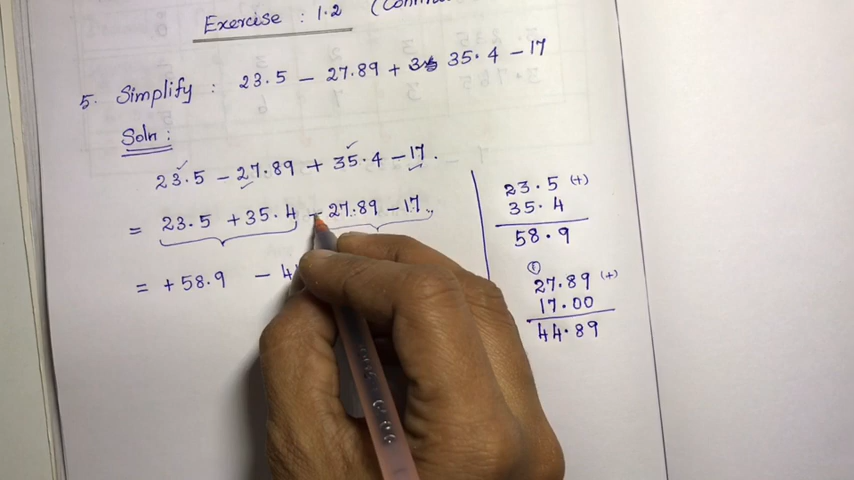 Exercise : 1.2
5. Simplify : 23.5 - 27.89 + 35.4 - 17
Soln :
23.5 - 27.89 + 35.4 - 17.
= 23.5 + 35.4 - 27.89 - 17.
= +58.9 - 4
23.5 (+)
35.4
58.9
(1)
27.89 (+)
17.00
44.89